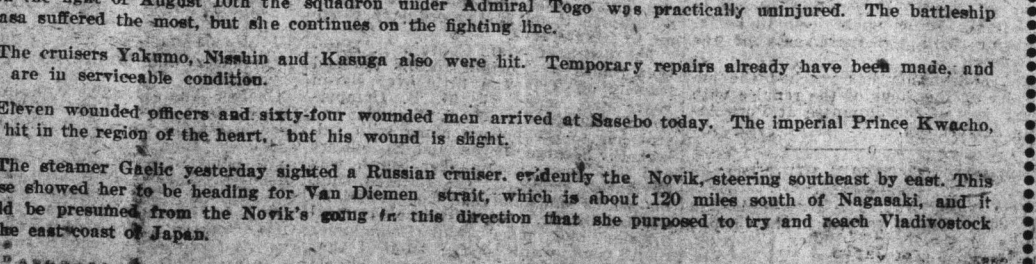 of August 10th the squadron under Admiral Togo was practically uninjured. The battleship
asa suffered the most, but she continues on the fighting line.
The cruisers Yakumo, Nisshin and Kasuga also were hit. Temporary repairs already have been made, and
are in serviceable condition.
Eleven wounded officers and sixty-four wounded men arrived at Sasebo today. The imperial Prince Kwacho,
hit in the region of the heart, but his wound is slight.
The steamer Gaelic yesterday sighted a Russian cruiser. evidently the Novik, steering southeast by east. This
se showed her to be heading for Van Diemen strait, which is about 120 miles south of Nagasaki, and it
ld be presumed from the Novik's going in this direction that she purposed to try and reach Vladivostock
he east coast of Japan.